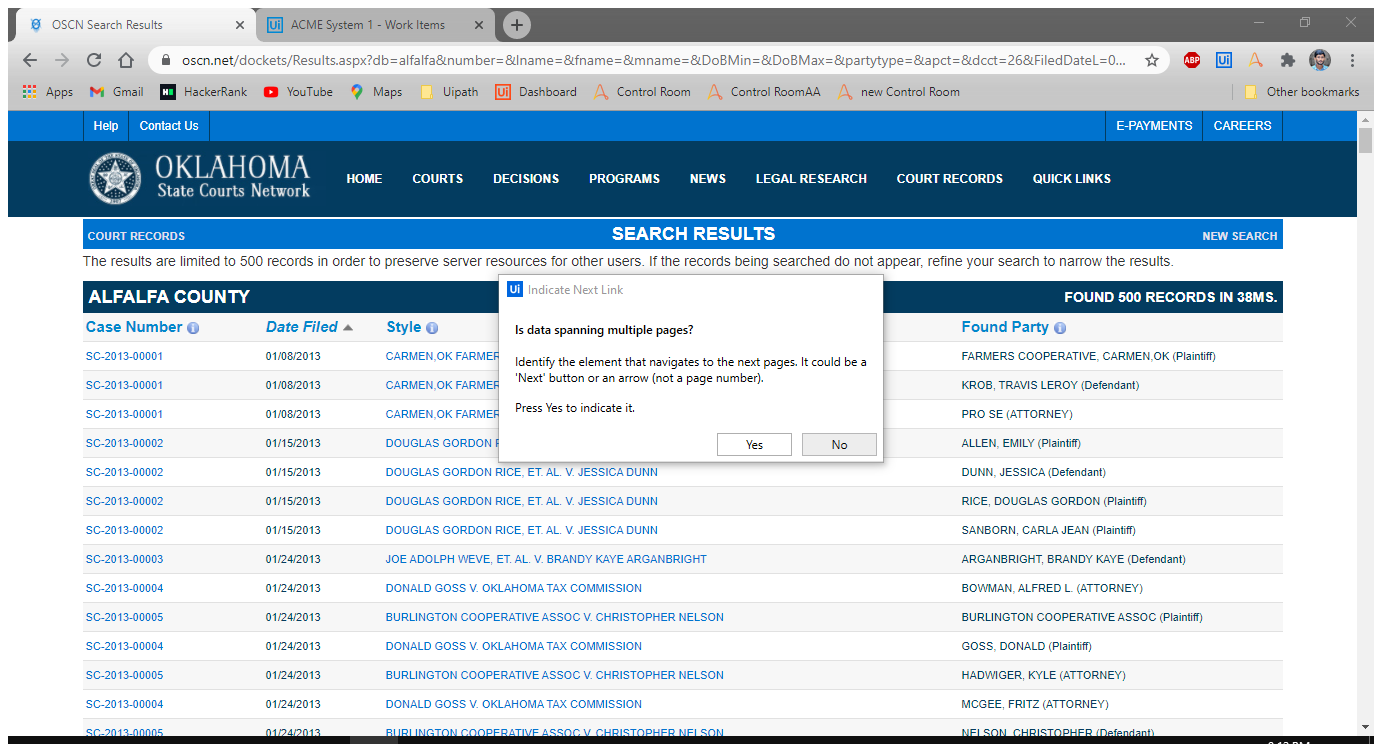 OSCN Search Results
ACME System 1 - Work Items
oscn.net/dockets/Results.aspx?db=alfalfa&number=&lname=&fname=&mname=&DoBMin=&DoBMax=&partytype=&apct=&dcct=26&FiledDateL=0...
ABP
Ui
Apps
Gmail
HackerRank
YouTube
Maps
Uipath
Dashboard
Control Room
Control RoomAA
new Control Room
Other bookmarks
Help
Contact Us
E-PAYMENTS
CAREERS
OKLAHOMA
State Courts Network
HOME
COURTS
DECISIONS
PROGRAMS
NEWS
LEGAL RESEARCH
COURT RECORDS
QUICK LINKS
COURT RECORDS
SEARCH RESULTS
NEW SEARCH
The results are limited to 500 records in order to preserve server resources for other users. If the records being searched do not appear, refine your search to narrow the results.
ALFALFA COUNTY
FOUND 500 RECORDS IN 38MS.
Ui Indicate Next Link
Is data spanning multiple pages?
Identify the element that navigates to the next pages. It could be a
'Next' button or an arrow (not a page number).
Press Yes to indicate it.
Yes
No
Case Number Date Filed Style Found Party
SC-2013-00001 01/08/2013 CARMEN,OK FARMER FARMERS COOPERATIVE, CARMEN,OK (Plaintiff)
SC-2013-00001 01/08/2013 CARMEN,OK FARMER KROB, TRAVIS LEROY (Defendant)
SC-2013-00001 01/08/2013 CARMEN,OK FARMER PRO SE (ATTORNEY)
SC-2013-00002 01/15/2013 DOUGLAS GORDON ALLEN, EMILY (Plaintiff)
SC-2013-00002 01/15/2013 DOUGLAS GORDON RICE, ET. AL. V. JESSICA DUNN DUNN, JESSICA (Defendant)
SC-2013-00002 01/15/2013 DOUGLAS GORDON RICE, ET. AL. V. JESSICA DUNN RICE, DOUGLAS GORDON (Plaintiff)
SC-2013-00002 01/15/2013 DOUGLAS GORDON RICE, ET. AL. V. JESSICA DUNN SANBORN, CARLA JEAN (Plaintiff)
SC-2013-00003 01/24/2013 JOE ADOLPH WEVE, ET. AL. V. BRANDY KAYE ARGANBRIGHT ARGANBRIGHT, BRANDY KAYE (Defendant)
SC-2013-00004 01/24/2013 DONALD GOSS V. OKLAHOMA TAX COMMISSION BOWMAN, ALFRED L. (ATTORNEY)
SC-2013-00005 01/24/2013 BURLINGTON COOPERATIVE ASSOC V. CHRISTOPHER NELSON BURLINGTON COOPERATIVE ASSOC (Plaintiff)
SC-2013-00004 01/24/2013 DONALD GOSS V. OKLAHOMA TAX COMMISSION GOSS, DONALD (Plaintiff)
SC-2013-00005 01/24/2013 BURLINGTON COOPERATIVE ASSOC V. CHRISTOPHER NELSON HADWIGER, KYLE (ATTORNEY)
SC-2013-00004 01/24/2013 DONALD GOSS V. OKLAHOMA TAX COMMISSION MCGEE, FRITZ (ATTORNEY)
SC-2013-00005 01/24/2013 BURLINGTON COOPERATIVE ASSOC V. CHRISTOPHER NELSON NELSON, CHRISTOPHER (Defendant)